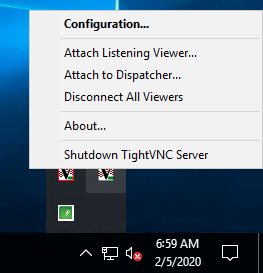 Configuration...
Attach Listening Viewer...
Attach to Dispatcher...
Disconnect All Viewers
About...
Shutdown TightVNC Server
6:59 AM
2/5/2020